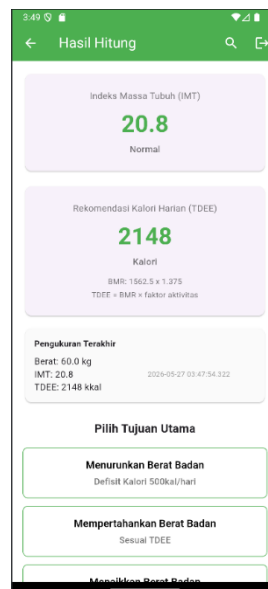 3:49
Hasil Hitung
Indeks Massa Tubuh (IMT)
20.8
Normal
Rekomendasi Kalori Harian (TDEE)
2148
Kalori
BMR: 1562.5 x 1.375
TDEE = BMR × faktor aktivitas
Pengukuran Terakhir
Berat: 60.0 kg
IMT: 20.8
2026-05-27 03:47:54.322
TDEE: 2148 kkal
Pilih Tujuan Utama
Menurunkan Berat Badan
Defisit Kalori 500kal/hari
Mempertahankan Berat Badan
Sesuai TDEE
Menaikkan Berat Badan